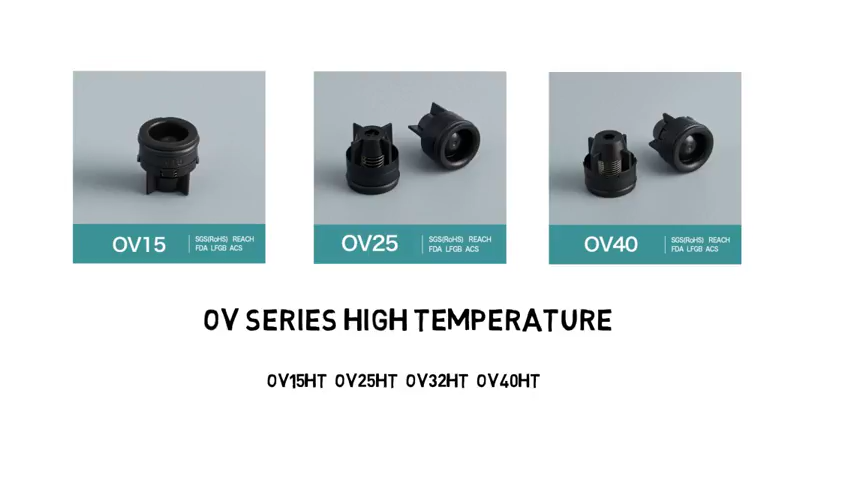 OV15
SGS(RoHS) REACH
FDA LFGB ACS
OV25
SGS(RoHS) REACH
FDA LFGB ACS
OV40
SGS(RoHS) REACH
FDA LFGB ACS
OV SERIES HIGH TEMPERATURE
OV15HT OV25HT OV32HT OV40HT